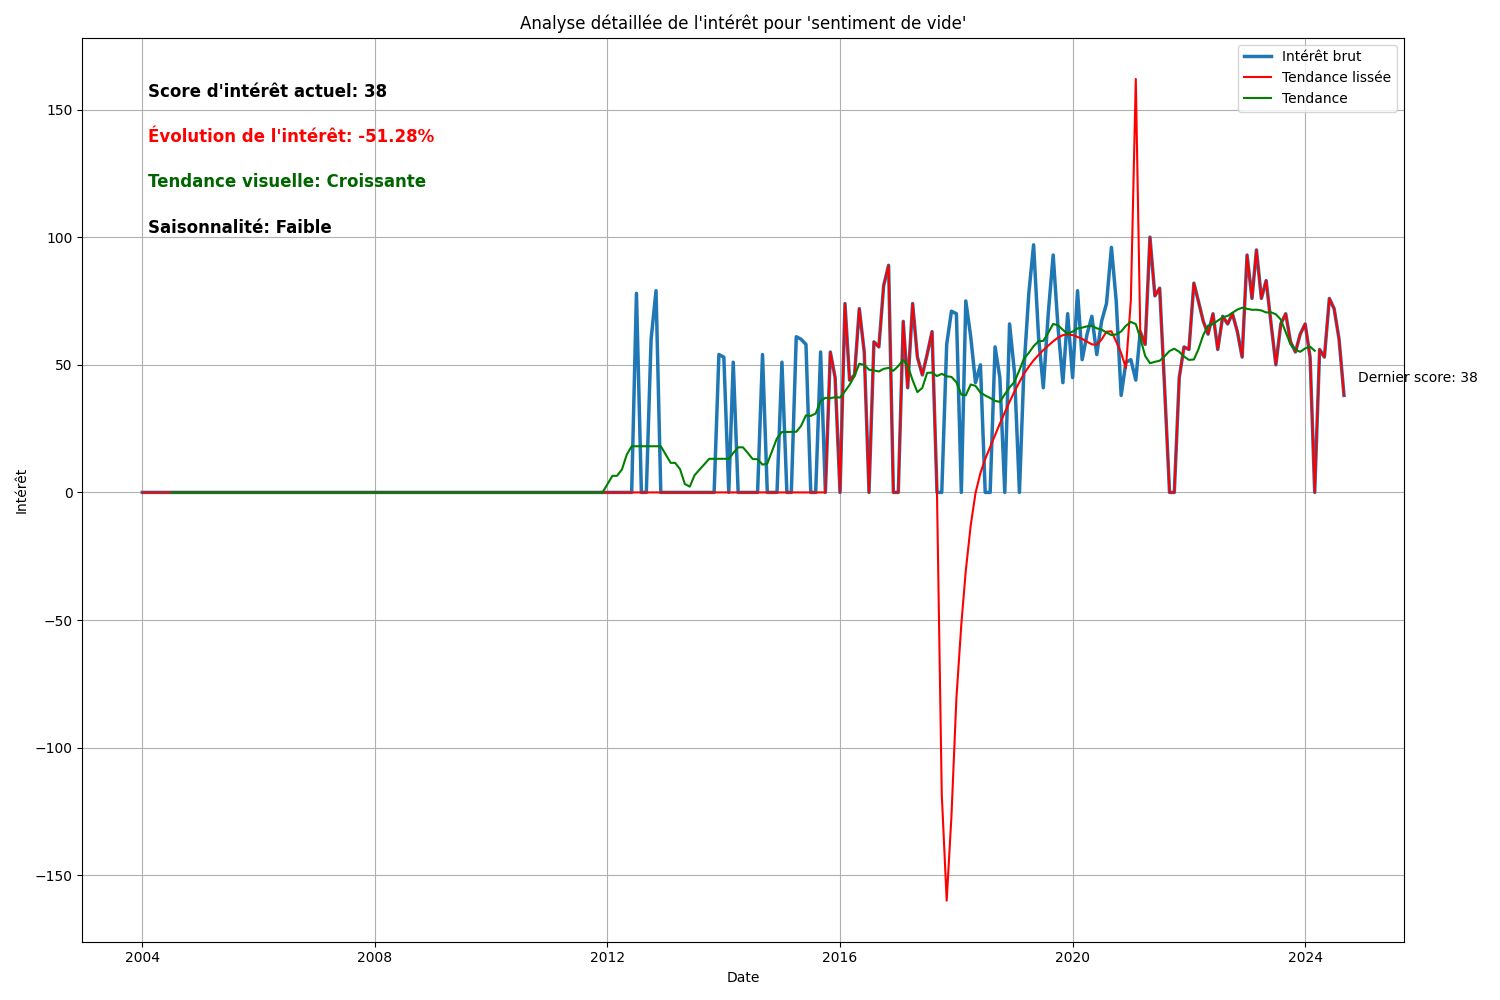 Analyse détaillée de l'intérêt pour 'sentiment de vide'
Intérêt brut
Tendance lissée
Tendance
Score d'intérêt actuel: 38
Évolution de l'intérêt: -51.28%
Tendance visuelle: Croissante
Saisonnalité: Faible
150
100
50
0
−50
−100
−150
Intérêt
Dernier score: 38
2004 2008 2012 2016 2020 2024
Date